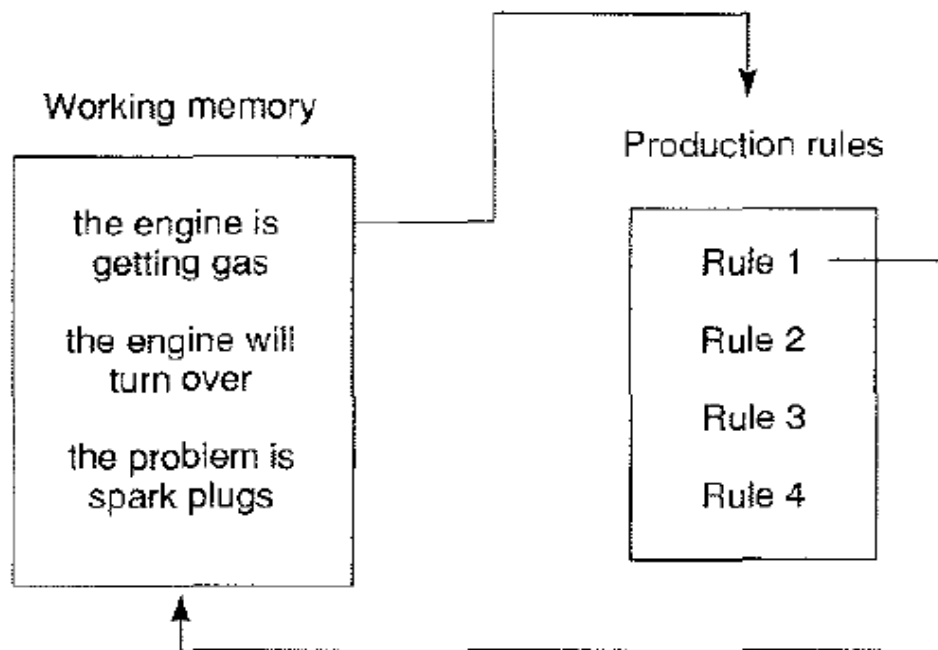 Working memory
the engine is
getting gas
the engine will
turn over
the problem is
spark plugs
Production rules
Rule 1
Rule 2
Rule 3
Rule 4